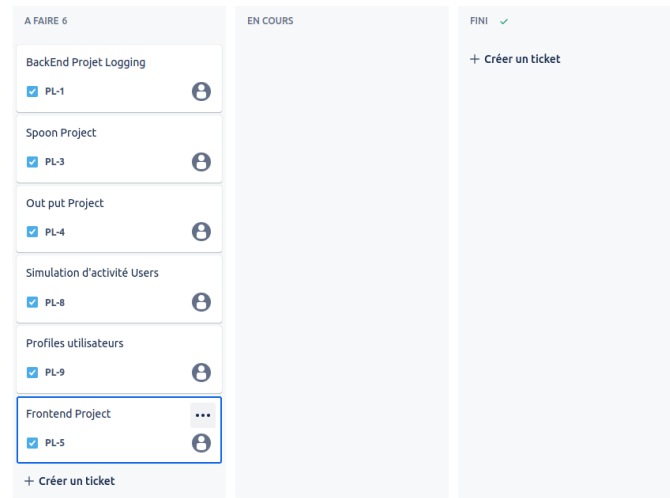 A FAIRE 6
BackEnd Projet Logging
PL-1
Spoon Project
PL-3
Out put Project
PL-4
Simulation d'activité Users
PL-8
Profiles utilisateurs
PL-9
Frontend Project
PL-5
+ Créer un ticket
EN COURS
FINI
+ Créer un ticket